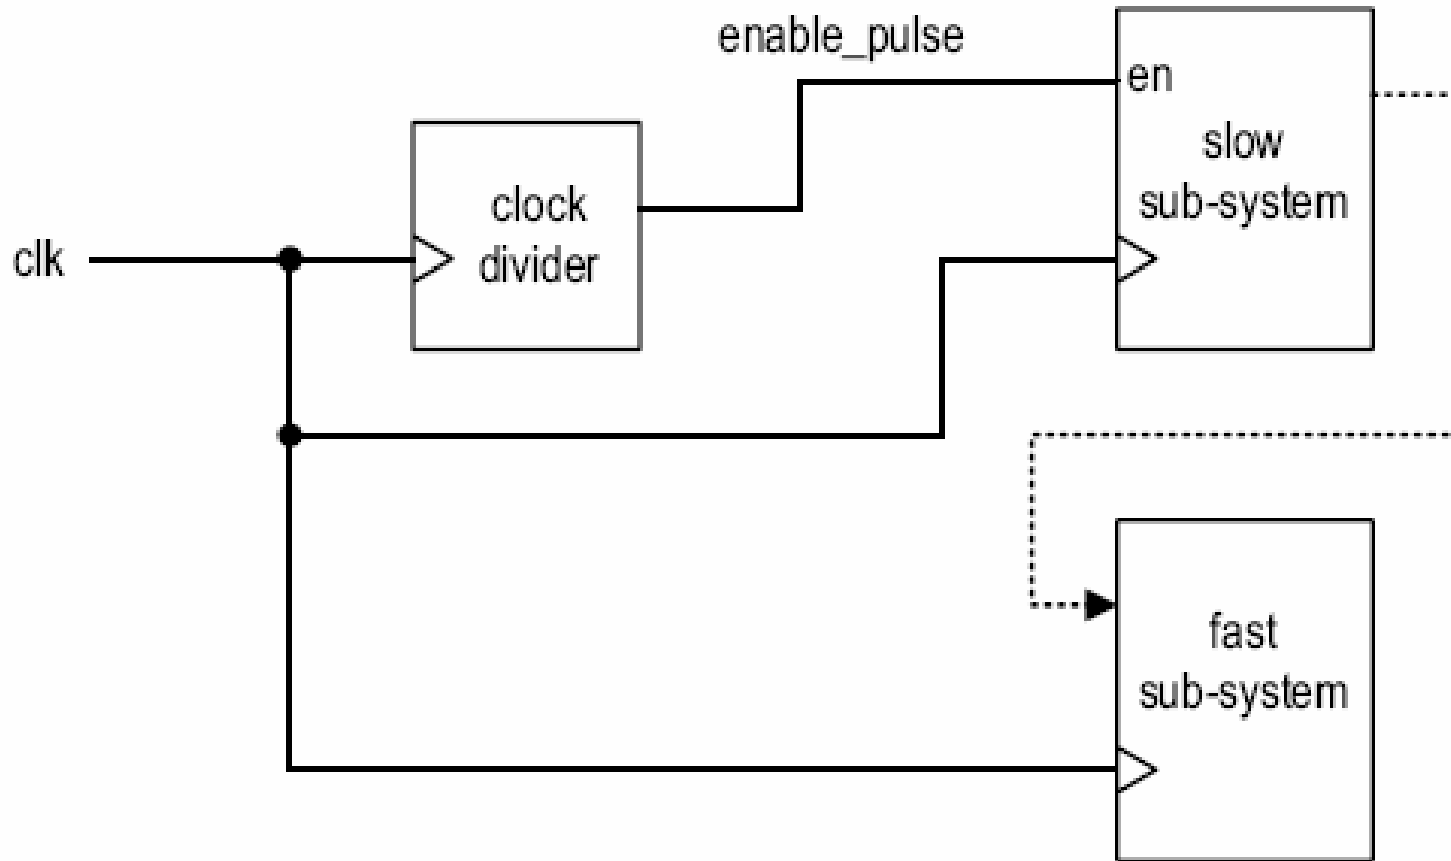 enable_pulse
en
slow
sub-system
clock
divider
clk
fast
sub-system